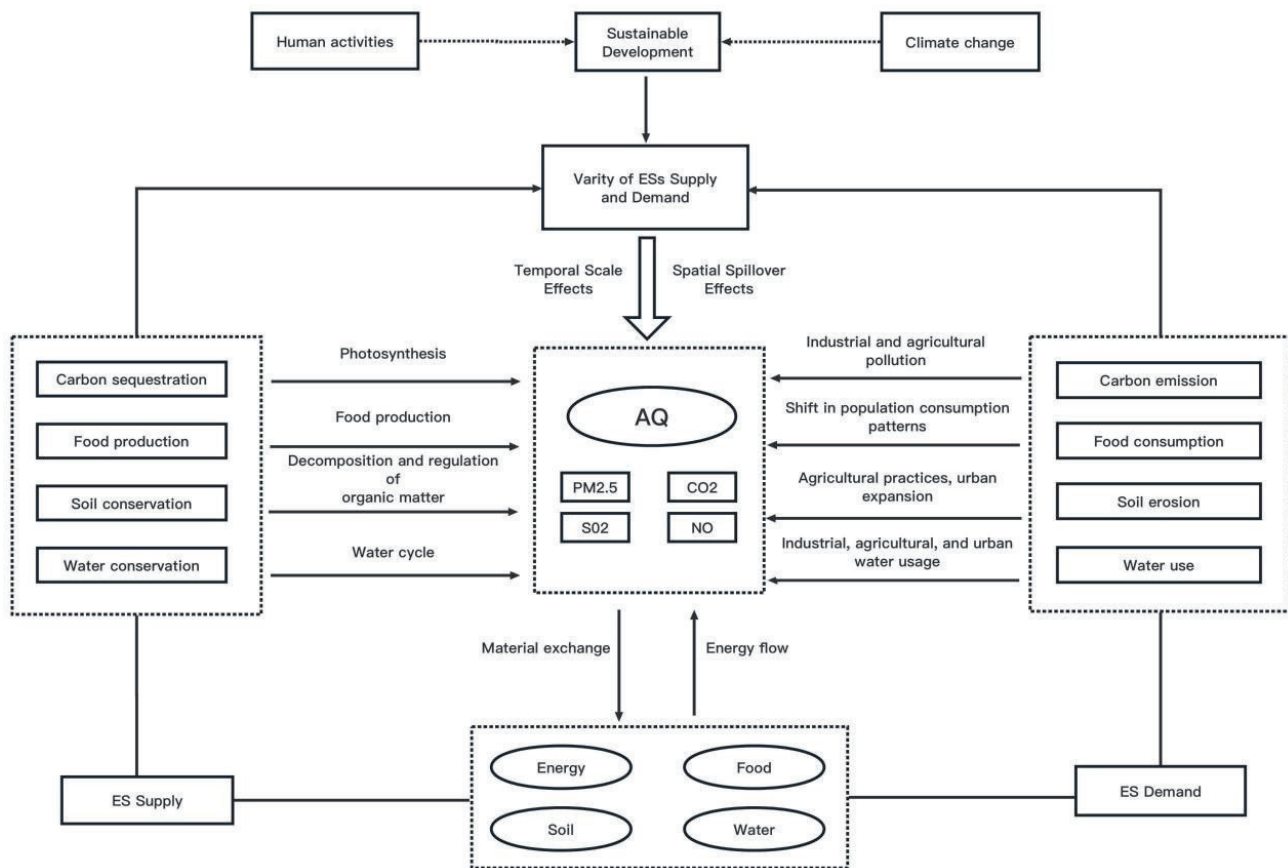 Human activities
Sustainable
Development
Climate change
Varity of ESs Supply
and Demand
Temporal Scale
Effects
Spatial Spillover
Effects
Carbon sequestration
Food production
Soil conservation
Water conservation
Photosynthesis
Food production
Decomposition and regulation
of
organic matter
Water cycle
AQ
PM2.5
CO2
S02
NO
Industrial and agricultural
pollution
Shift in population consumption
patterns
Agricultural practices, urban
expansion
Industrial, agricultural, and urban
water usage
Carbon emission
Food consumption
Soil erosion
Water use
Material exchange
Energy flow
ES Supply
Energy
Food
Soil
Water
ES Demand